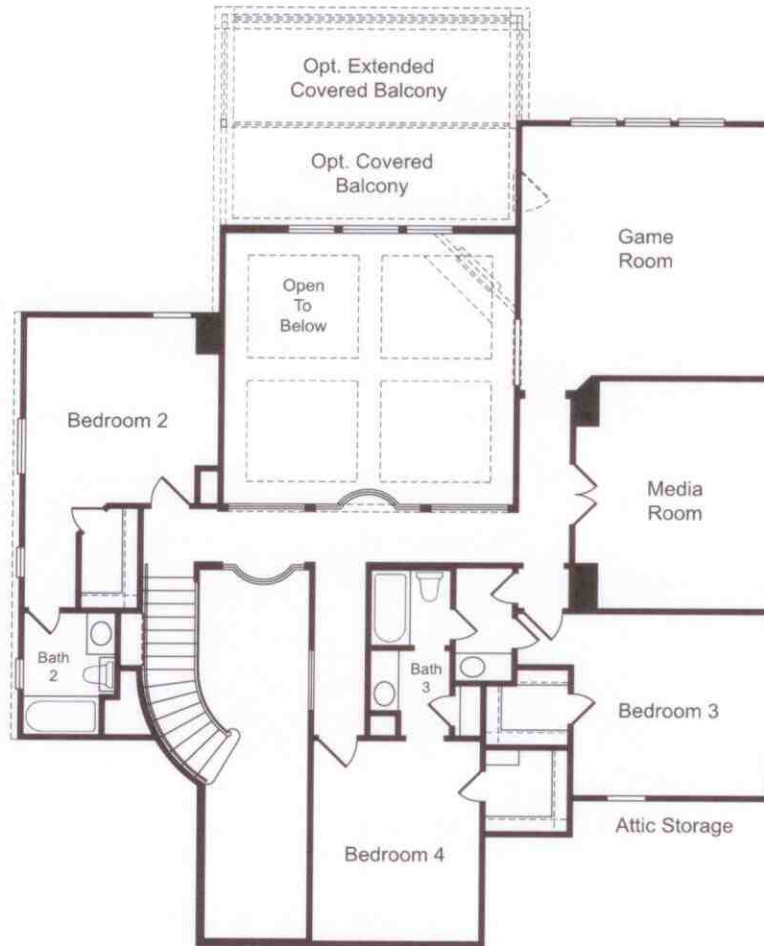 Opt. Extended
Covered Balcony
Opt. Covered
Balcony
Game
Room
Open
To
Below
Bedroom 2
Media
Room
Bath
2
Bath
3
Bedroom 3
Attic Storage
Bedroom 4